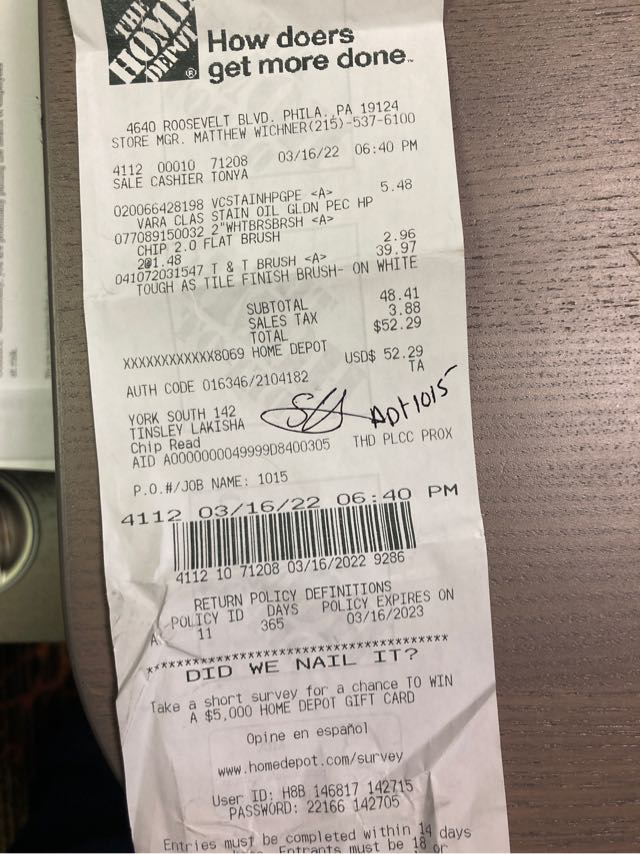 THE
HOME
DEPOT
®
How doers
get more done™
4640 ROOSEVELT BLVD. PHILA, PA 19124
STORE MGR. MATTHEW WICHNER(215)-537-6100
4112 00010 71208 03/16/22 06:40 PM
SALE CASHIER TONYA
020066428198 VCSTAINHPGPE <A> 5.48
VARA CLAS STAIN OIL GLDN PEC HP
077089150032 2"WHTBRSBRSH <A>
CHIP 2.0 FLAT BRUSH
2@1.48 2.96
041072031547 T & T BRUSH <A> 39.97
TOUGH AS TILE FINISH BRUSH- ON WHITE
SUBTOTAL 48.41
SALES TAX 3.88
TOTAL $52.29
XXXXXXXXXXXX8069 HOME DEPOT
USD$ 52.29
AUTH CODE 016346/2104182 TA
YORK SOUTH 142
TINSLEY LAKISHA
Apt 1015
Chip Read
AID A0000000049999D8400305 THD PLCC PROX
P.O.#/JOB NAME: 1015
4112 03/16/22 06:40 PM
4112 10 71208 03/16/2022 9286
RETURN POLICY DEFINITIONS
POLICY ID DAYS POLICY EXPIRES ON
A 11 365 03/16/2023
DID WE NAIL IT?
Take a short survey for a chance TO WIN
A $5,000 HOME DEPOT GIFT CARD
Opine en español
www.homedepot.com/survey
User ID: H8B 146817 142715
PASSWORD: 22166 142705
Entries must be completed within 14 days
Entrants must be 18 or